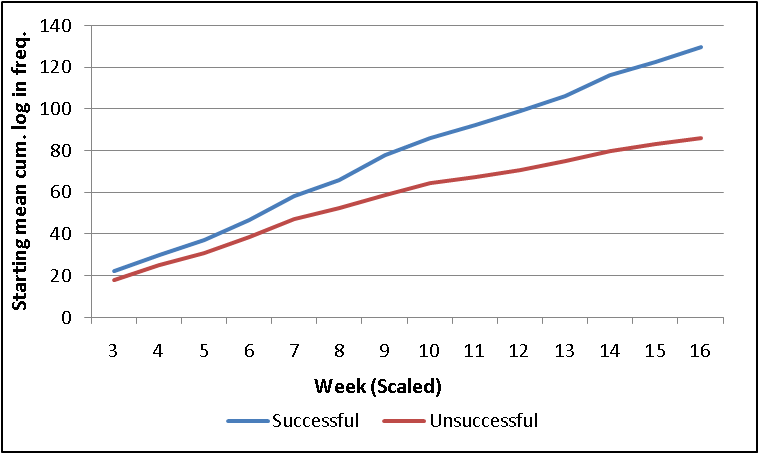 Starting mean cum. log in freq.
140
120
100
80
60
40
20
0
3 4 5 6 7 8 9 10 11 12 13 14 15 16
Week (Scaled)
Successful Unsuccessful